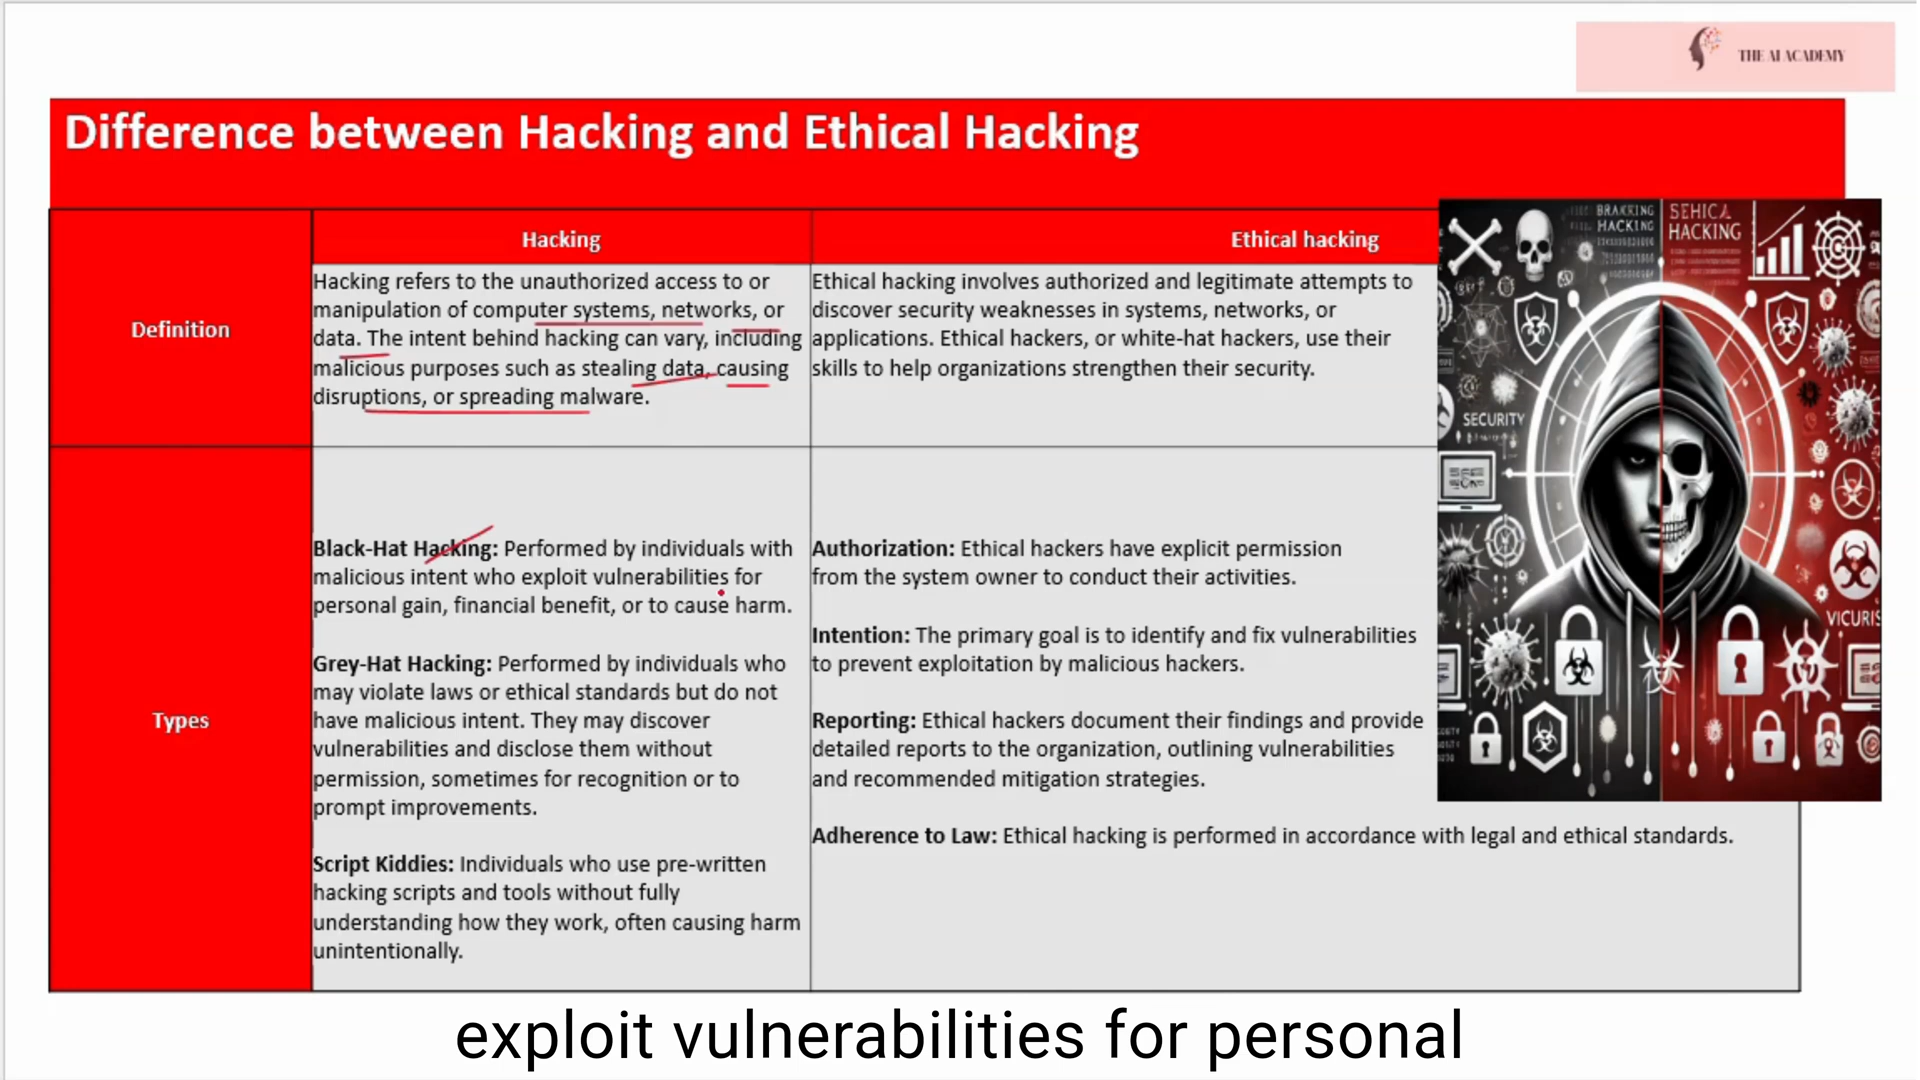 THE AI ACADEMY
Difference between Hacking and Ethical Hacking
Hacking
Ethical hacking
Definition
Hacking refers to the unauthorized access to or
manipulation of computer systems, networks, or
data. The intent behind hacking can vary, including
malicious purposes such as stealing data, causing
disruptions, or spreading malware.
Ethical hacking involves authorized and legitimate attempts to
discover security weaknesses in systems, networks, or
applications. Ethical hackers, or white-hat hackers, use their
skills to help organizations strengthen their security.
Types
Black-Hat Hacking: Performed by individuals with
malicious intent who exploit vulnerabilities for
personal gain, financial benefit, or to cause harm.
Grey-Hat Hacking: Performed by individuals who
may violate laws or ethical standards but do not
have malicious intent. They may discover
vulnerabilities and disclose them without
permission, sometimes for recognition or to
prompt improvements.
Script Kiddies: Individuals who use pre-written
hacking scripts and tools without fully
understanding how they work, often causing harm
unintentionally.
Authorization: Ethical hackers have explicit permission
from the system owner to conduct their activities.
Intention: The primary goal is to identify and fix vulnerabilities
to prevent exploitation by malicious hackers.
Reporting: Ethical hackers document their findings and provide
detailed reports to the organization, outlining vulnerabilities
and recommended mitigation strategies.
Adherence to Law: Ethical hacking is performed in accordance with legal and ethical standards.
HACKING
SEHICA
HACKING
SECURITY
VICURIS
exploit vulnerabilities for personal